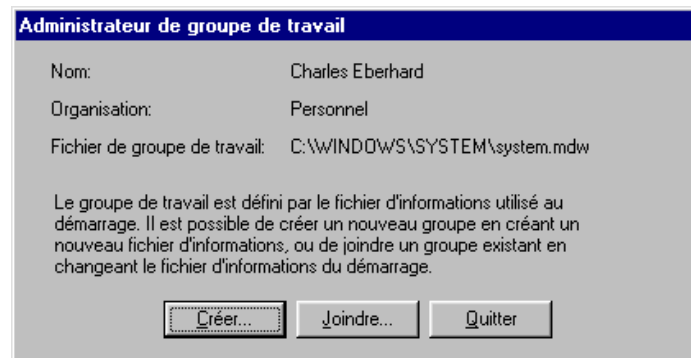 Administrateur de groupe de travail
Nom: Charles Eberhard
Organisation: Personnel
Fichier de groupe de travail: C:\WINDOWS\SYSTEM\system.mdw
Le groupe de travail est défini par le fichier d'informations utilisé au
démarrage. Il est possible de créer un nouveau groupe en créant un
nouveau fichier d'informations, ou de joindre un groupe existant en
changeant le fichier d'informations du démarrage.
Créer... Joindre... Quitter